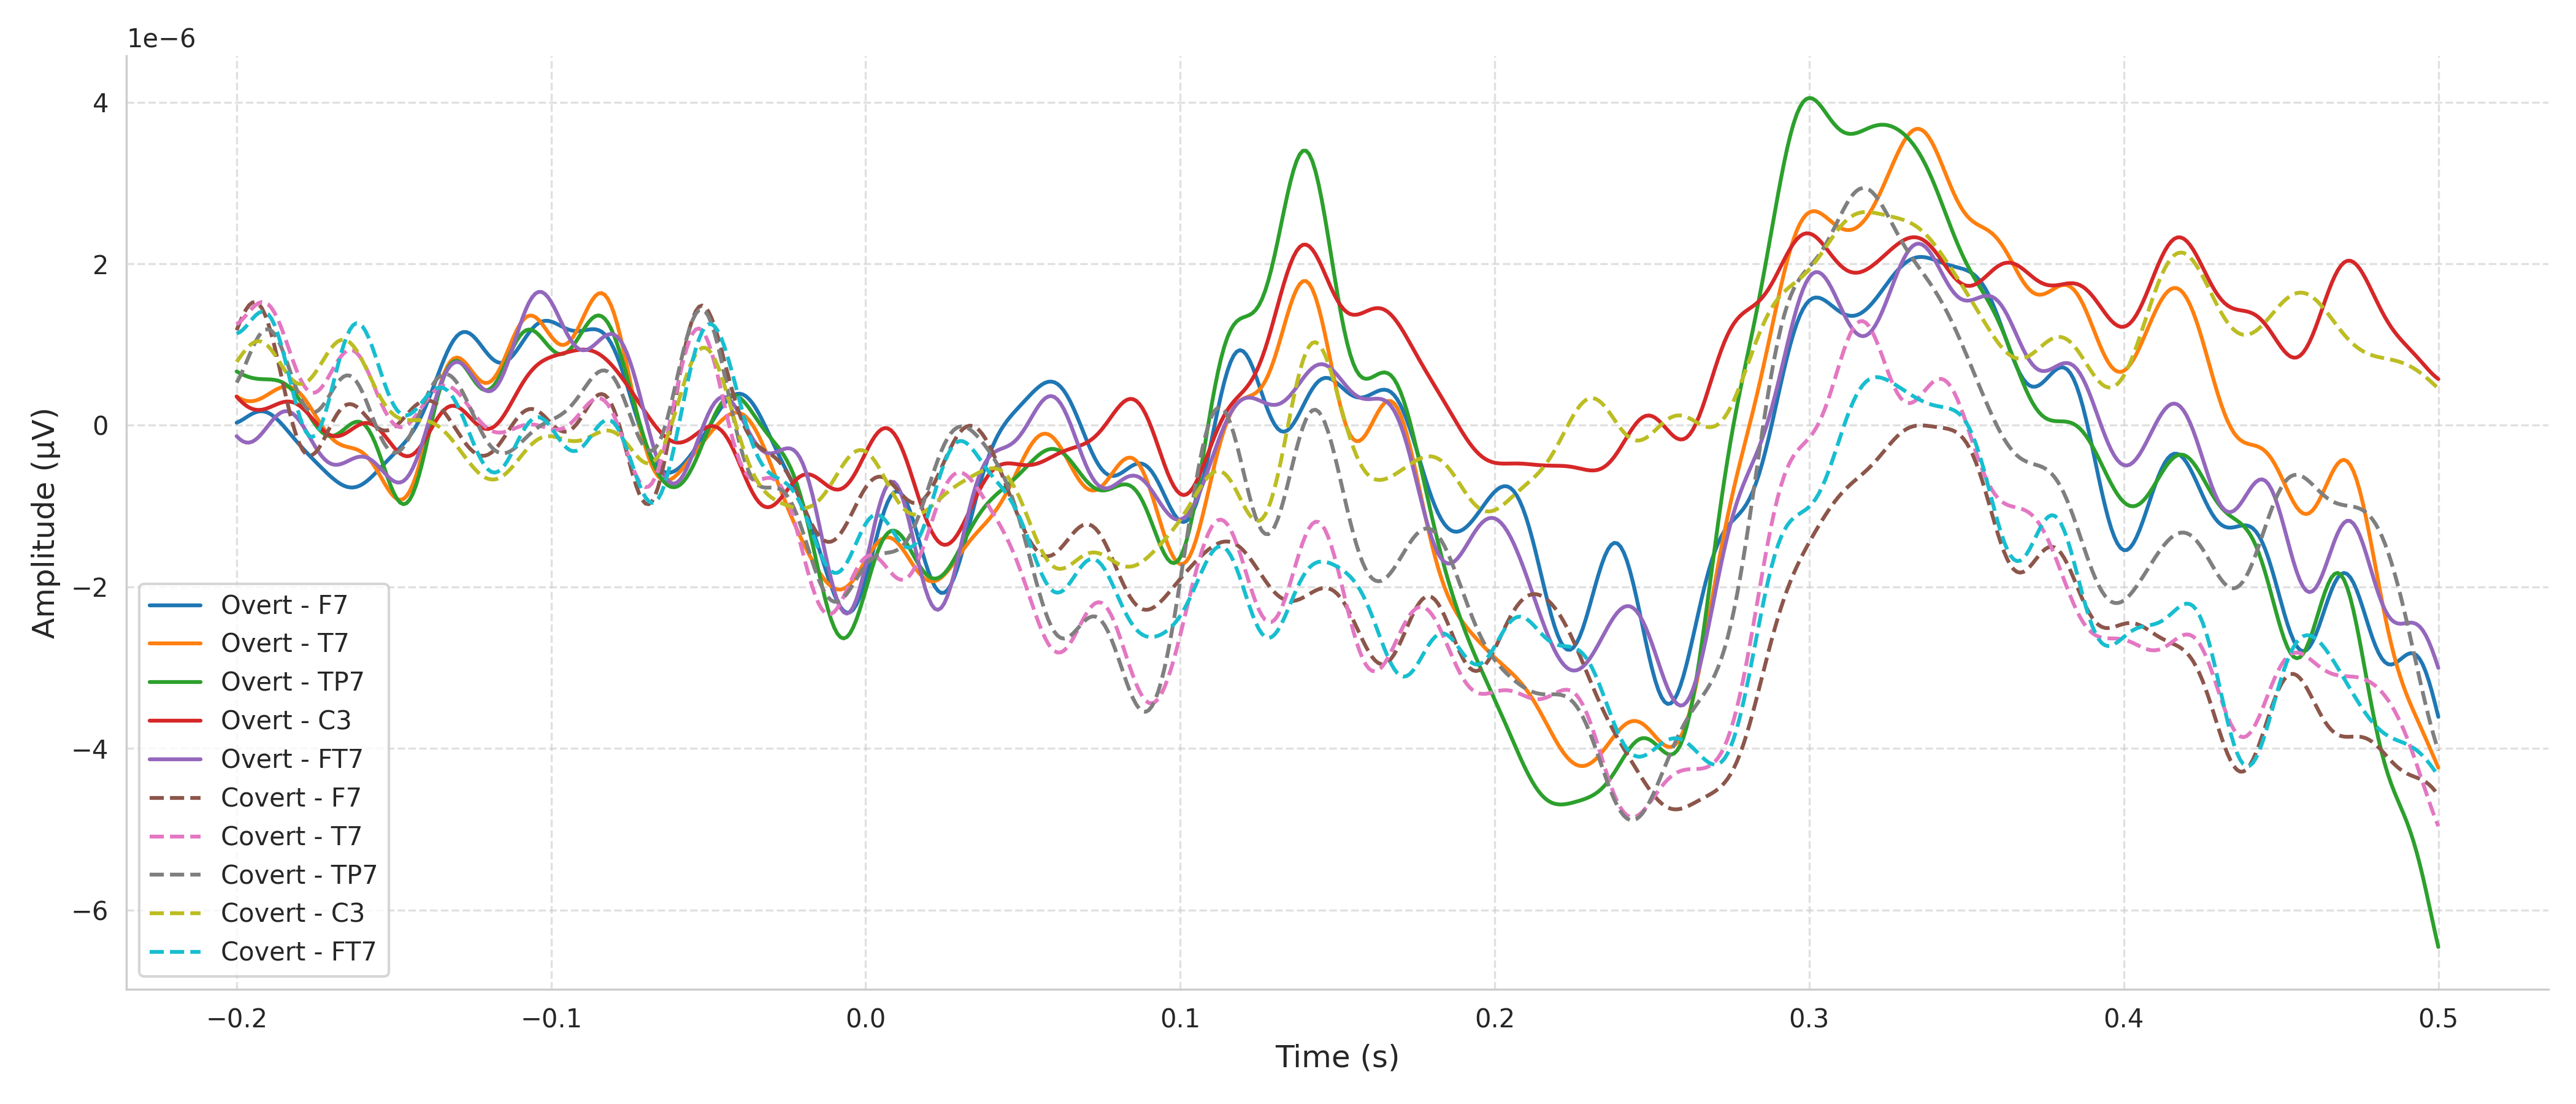 1e−6
4
2
0
−2
−4
−6
Amplitude (µV)
Overt - F7
Overt - T7
Overt - TP7
Overt - C3
Overt - FT7
Covert - F7
Covert - T7
Covert - TP7
Covert - C3
Covert - FT7
−0.2 −0.1 0.0 0.1 0.2 0.3 0.4 0.5
Time (s)